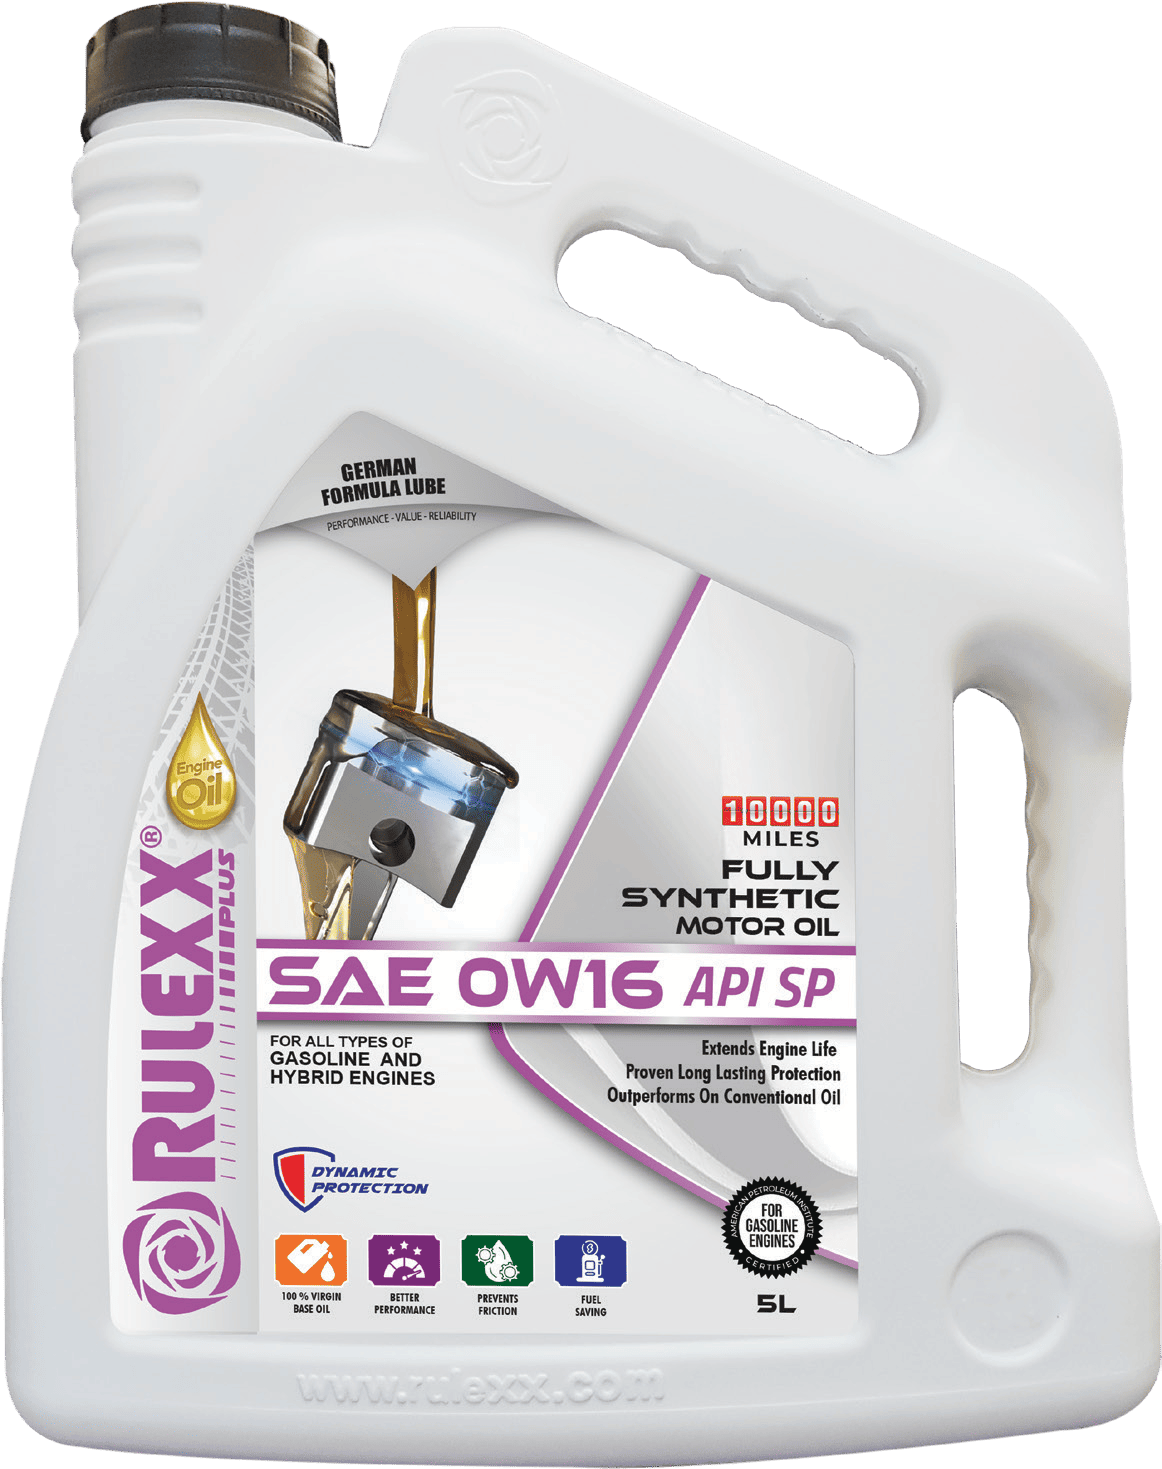 GERMAN
FORMULA LUBE
PERFORMANCE - VALUE - RELIABILITY
Engine
Oil
RULEXX®
PLUS
10000
MILES
FULLY
SYNTHETIC
MOTOR OIL
SAE 0W16 API SP
FOR ALL TYPES OF
GASOLINE AND
HYBRID ENGINES
Extends Engine Life
Proven Long Lasting Protection
Outperforms On Conventional Oil
DYNAMIC
PROTECTION
100 % VIRGIN
BASE OIL
BETTER
PERFORMANCE
PREVENTS
FRICTION
FUEL
SAVING
AMERICAN PETROLEUM INSTITUTE
FOR
GASOLINE
ENGINES
CERTIFIED
5L
www.rulexx.com